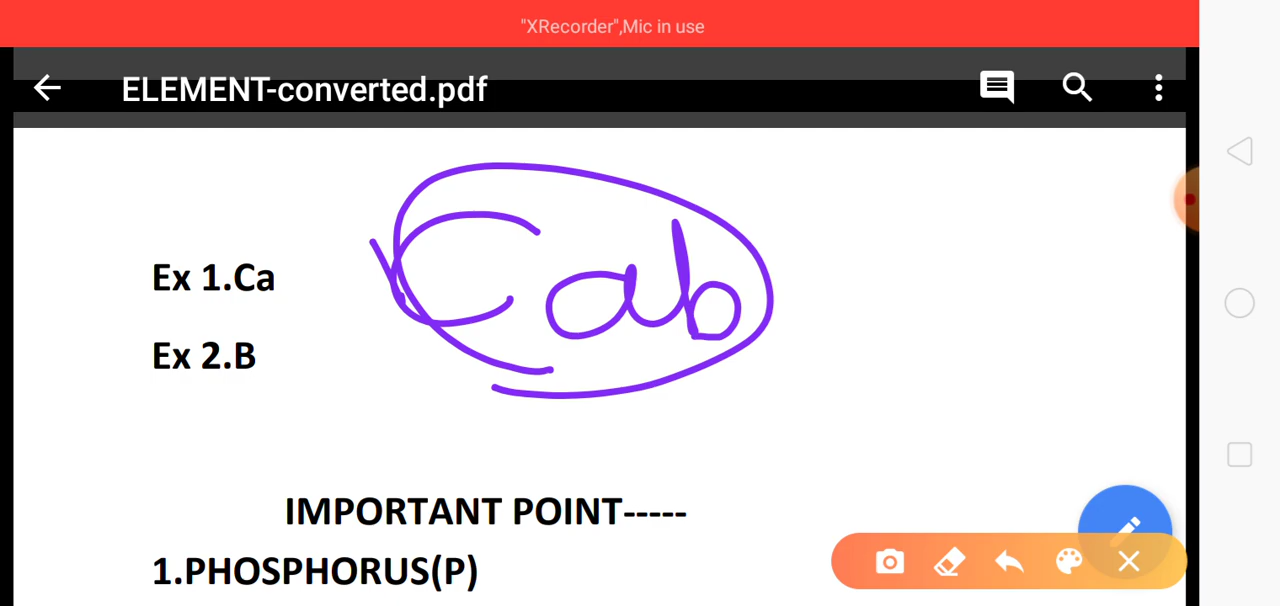 "XRecorder",Mic in use
ELEMENT-converted.pdf
Cab
Ex 1.Ca
Ex 2.B
IMPORTANT POINT-----
1.PHOSPHORUS(P)